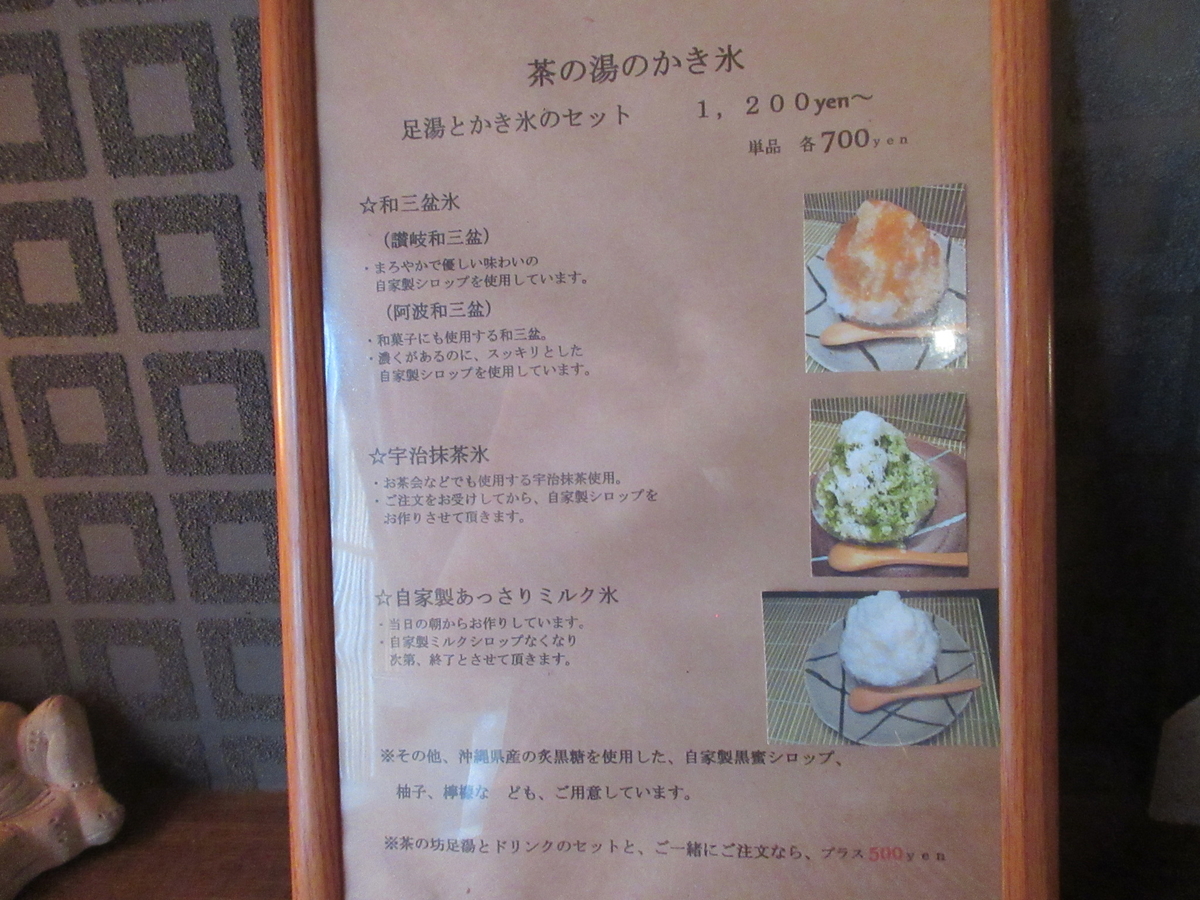 茶の湯のかき氷
足湯とかき氷のセット　１，２００yen～
単品　各700yen
☆和三盆氷
（讃岐和三盆）
・まろやかで優しい味わいの
自家製シロップを使用しています。
（阿波和三盆）
・和菓子にも使用する和三盆。
・濃くがあるのに、スッキリとした
自家製シロップを使用しています。
☆宇治抹茶氷
・お茶会などでも使用する宇治抹茶使用。
・ご注文をお受けしてから、自家製シロップを
お作りさせて頂きます。
☆自家製あっさりミルク氷
・当日の朝からお作りしています。
・自家製ミルクシロップなくなり
次第、終了とさせて頂きます。
※その他、沖縄県産の炙黒糖を使用した、自家製黒蜜シロップ、
柚子、檸檬な　ども、ご用意しています。
※茶の坊足湯とドリンクのセットと、ご一緒にご注文なら、プラス500yen